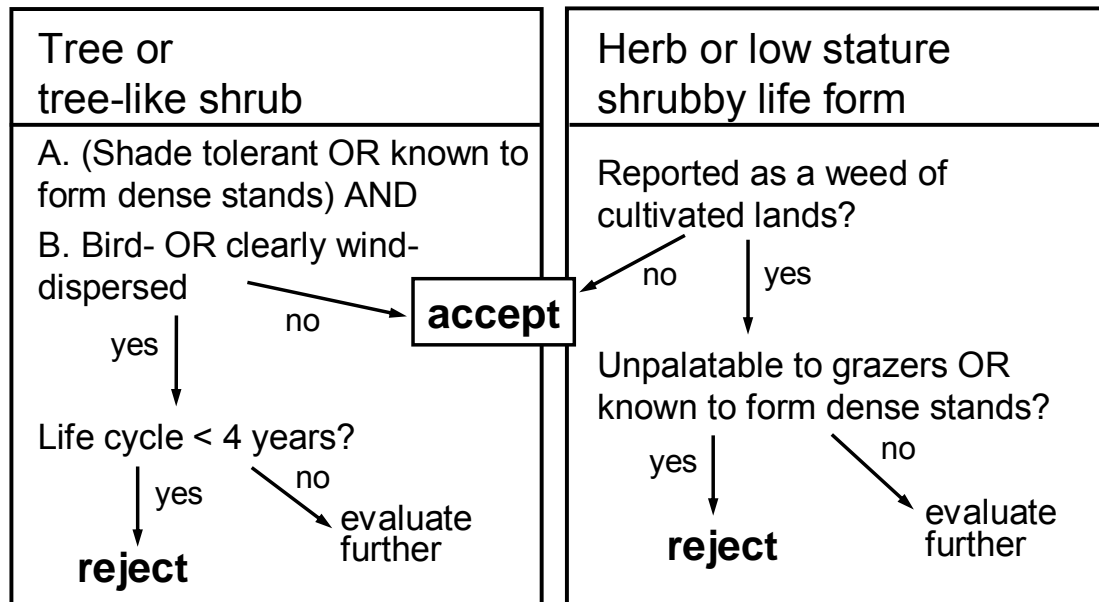 Tree or
tree-like shrub
A. (Shade tolerant OR known to
form dense stands) AND
B. Bird- OR clearly wind-
dispersed
no
yes
Life cycle < 4 years?
yes
no
reject
evaluate
further
accept
Herb or low stature
shrubby life form
Reported as a weed of
cultivated lands?
no
yes
Unpalatable to grazers OR
known to form dense stands?
yes
no
reject
evaluate
further